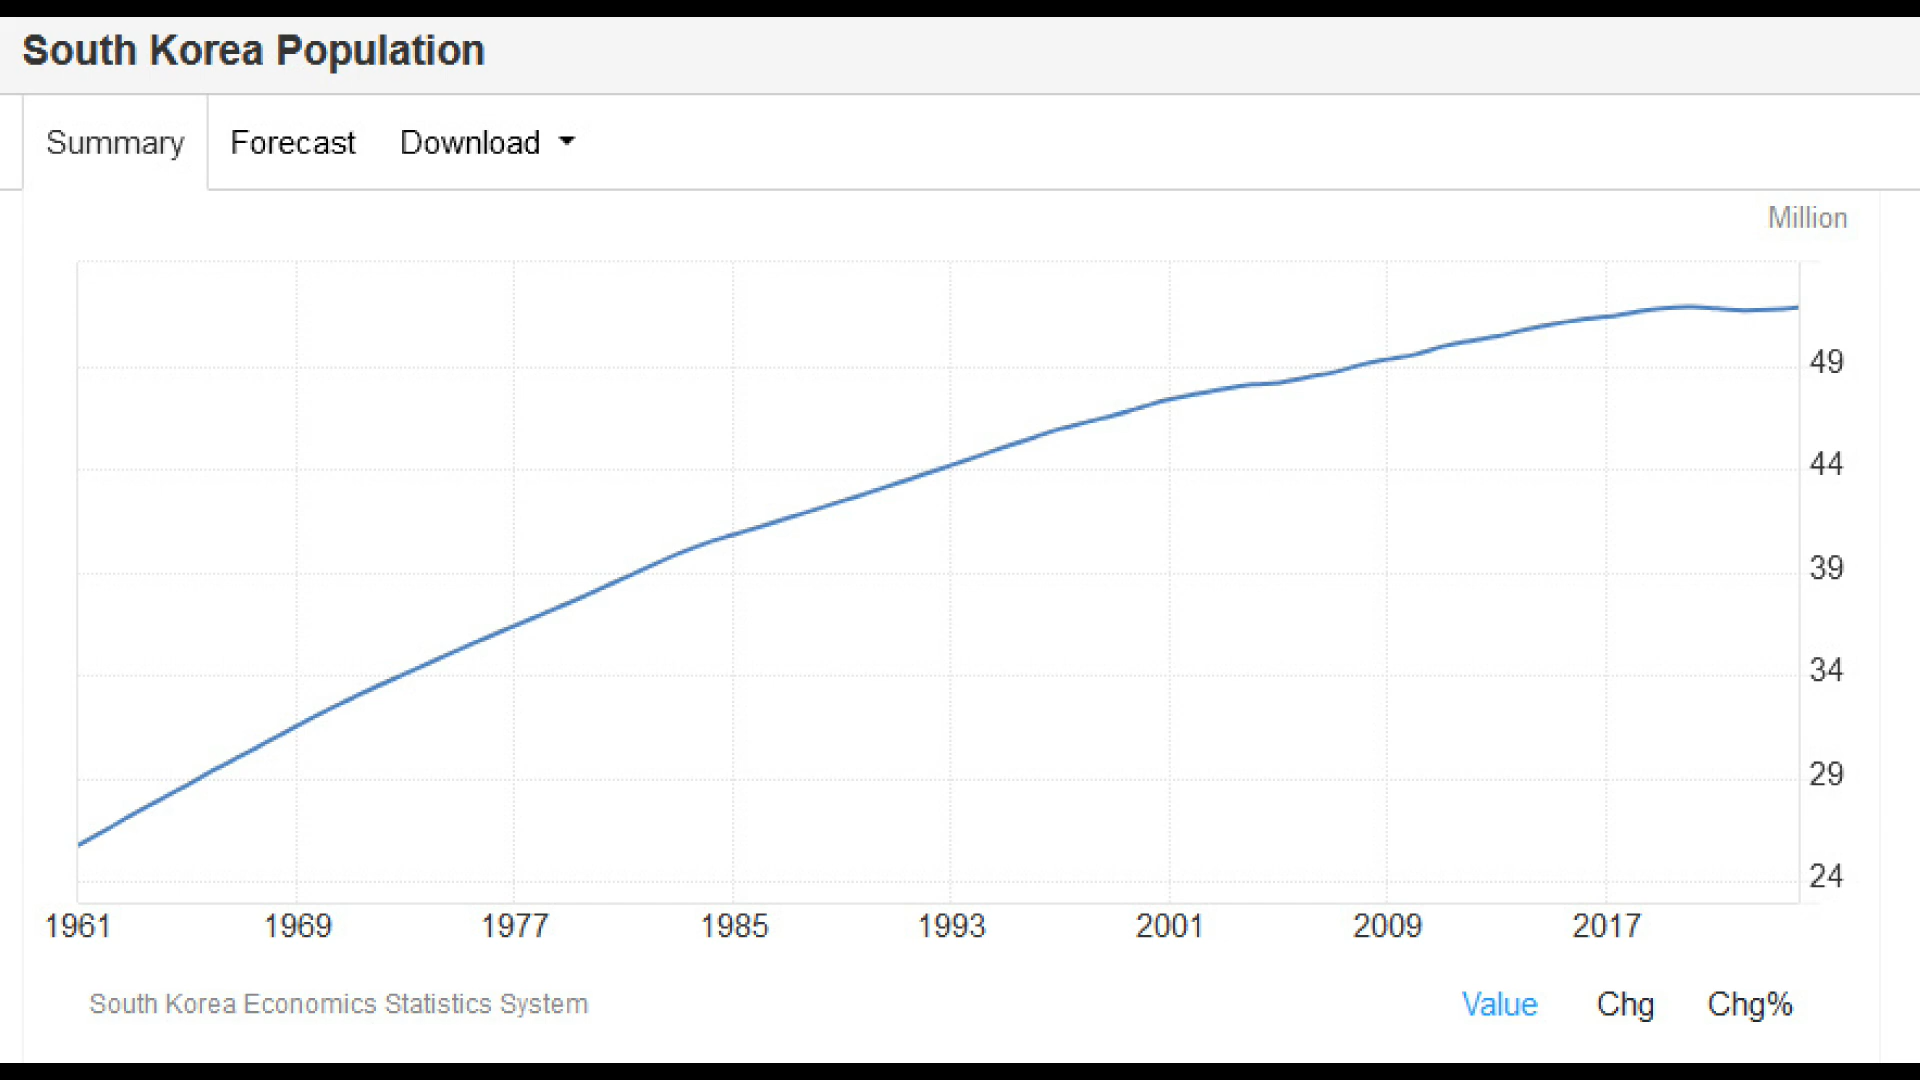 South Korea Population
Summary Forecast Download
Million
49
44
39
34
29
24
1961 1969 1977 1985 1993 2001 2009 2017
South Korea Economics Statistics System Value Chg Chg%